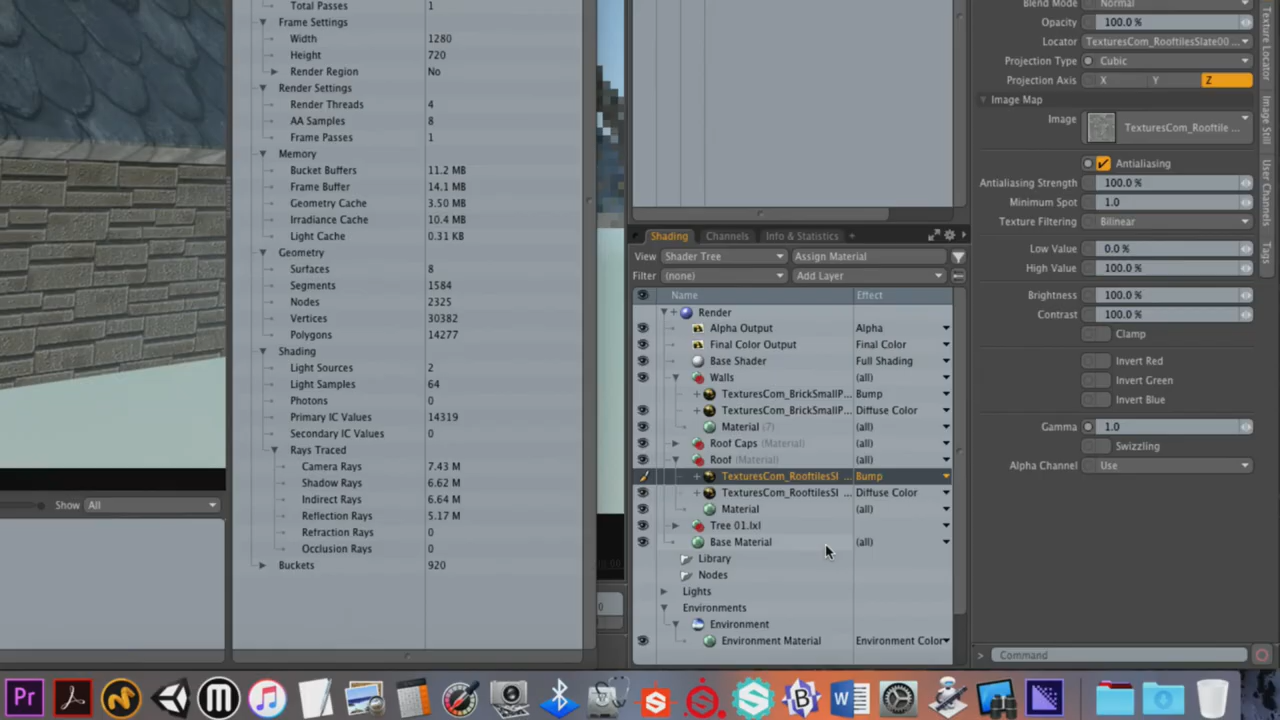 Total Passes 1
Frame Settings
Width 1280
Height 720
Render Region No
Render Settings
Render Threads 4
AA Samples 8
Frame Passes 1
Memory
Bucket Buffers 11.2 MB
Frame Buffer 14.1 MB
Geometry Cache 3.50 MB
Irradiance Cache 10.4 MB
Light Cache 0.31 KB
Geometry
Surfaces 8
Segments 1584
Nodes 2325
Vertices 30382
Polygons 14277
Shading
Light Sources 2
Light Samples 64
Photons 0
Primary IC Values 14319
Secondary IC Values 0
Rays Traced
Camera Rays 7.43 M
Shadow Rays 6.62 M
Indirect Rays 6.64 M
Reflection Rays 5.17 M
Refraction Rays 0
Occlusion Rays 0
Buckets 920
Show All
Shading Channels Info & Statistics +
View Shader Tree Assign Material
Filter (none) Add Layer
Name Effect
Render
Alpha Output Alpha
Final Color Output Final Color
Base Shader Full Shading
Walls (all)
TexturesCom_BrickSmallP... Bump
TexturesCom_BrickSmallP... Diffuse Color
Material (7) (all)
Roof Caps (Material) (all)
Roof (Material) (all)
TexturesCom_RooftilesSl ... Bump
TexturesCom_RooftilesSl ... Diffuse Color
Material (all)
Tree 01.lxl (all)
Base Material (all)
Library
Nodes
Lights
Environments
Environment
Environment Material Environment Color
Blend Mode Normal
Opacity 100.0 %
Locator TexturesCom_RooftilesSlate00 ...
Projection Type Cubic
Projection Axis X Y Z
Image Map
Image TexturesCom_Rooftile ...
Antialiasing
Antialiasing Strength 100.0 %
Minimum Spot 1.0
Texture Filtering Bilinear
Low Value 0.0 %
High Value 100.0 %
Brightness 100.0 %
Contrast 100.0 %
Clamp
Invert Red
Invert Green
Invert Blue
Gamma 1.0
Swizzling
Alpha Channel Use
Command
Texture Locator
Image Still
User Channels
Tags
Pr